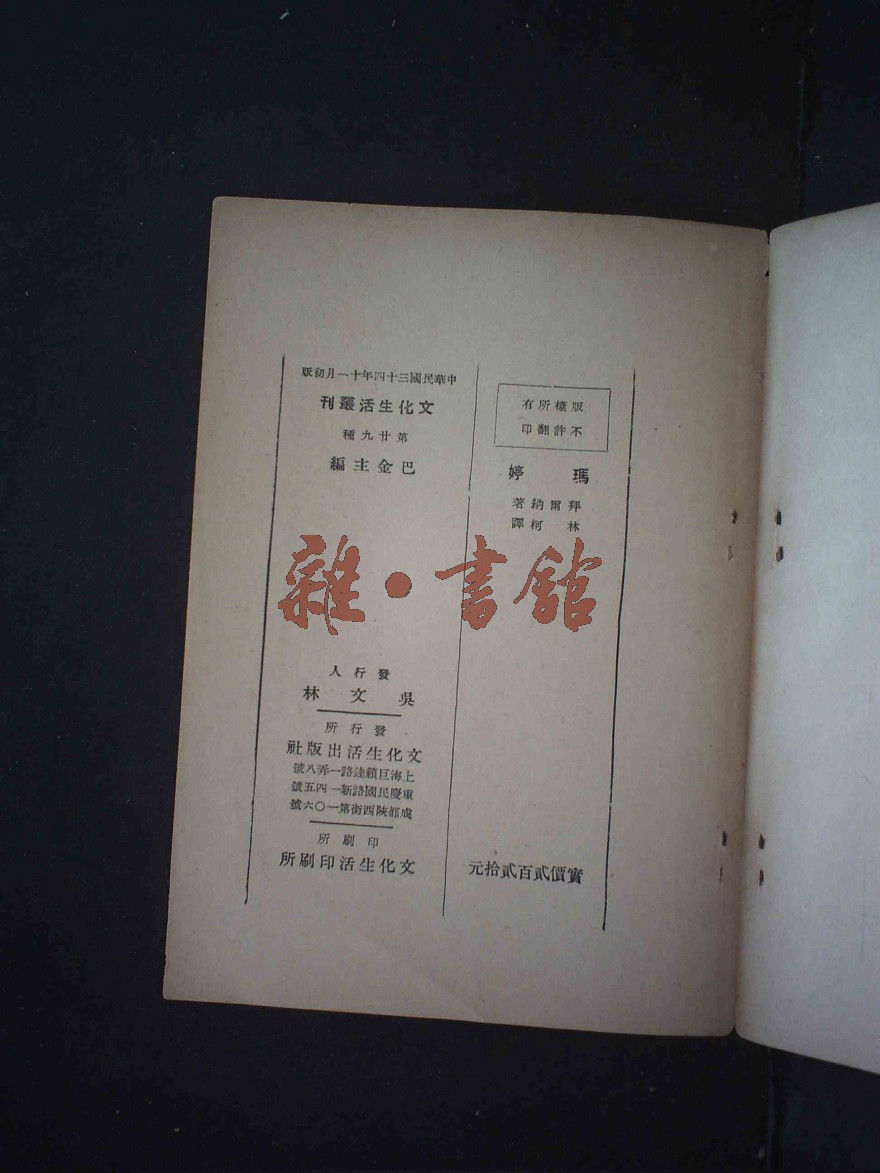 版權所有
不許翻印
瑪婷
拜爾納著
林柯譯
實價貳百貳拾元
中華民國三十四年十一月初版
文化生活叢刊
第廿九種
巴金主編
發行人
吳文林
發行所
文化生活出版社
上海巨籟達路一弄八號
重慶民國路新一四五號
成都陝西街第一〇六號
印刷所
文化生活印刷所
雜·書館